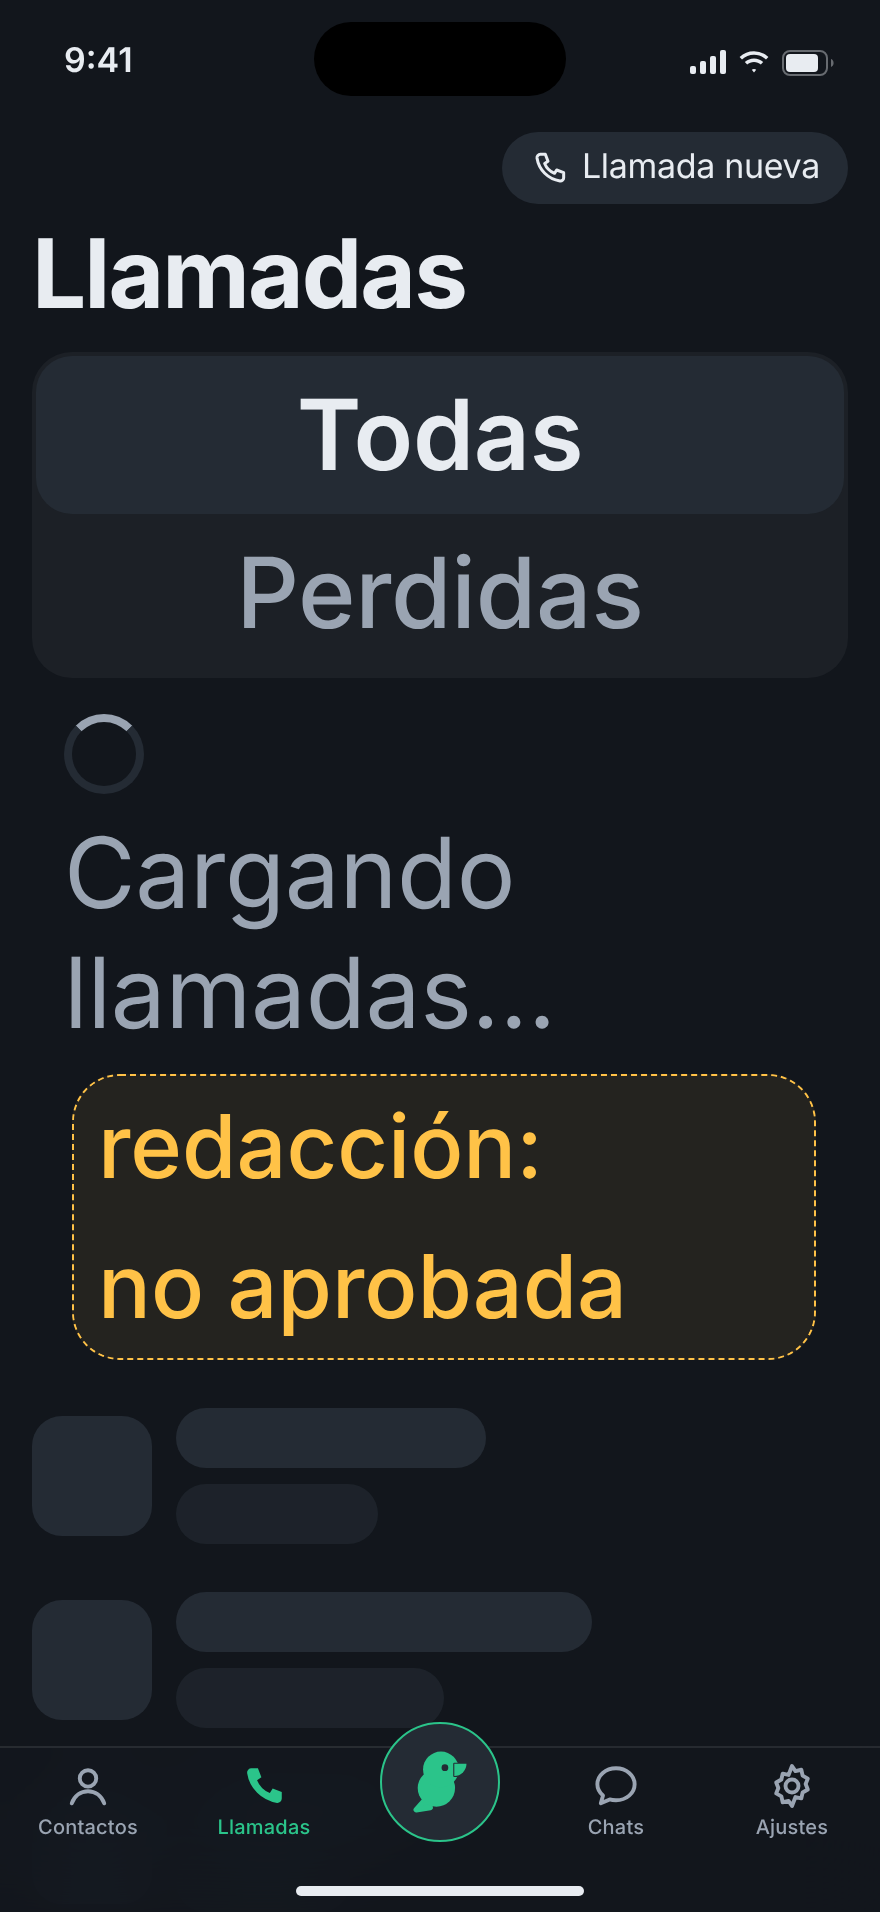 9:41
Llamada nueva
Llamadas
Todas
Perdidas
Cargando
llamadas...
redacción:
no aprobada
Contactos
Llamadas
Chats
Ajustes